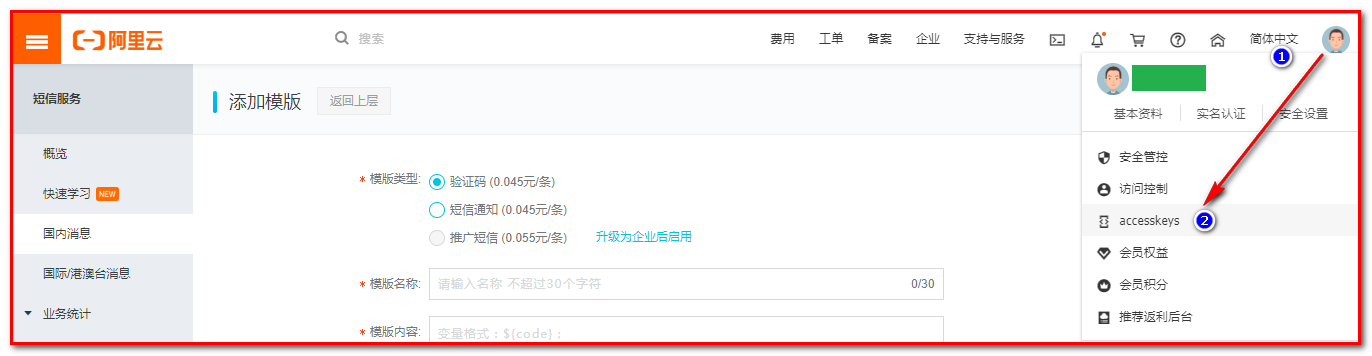 阿里云
搜索
费用 工单 备案 企业 支持与服务 简体中文
1
短信服务
概览
快速学习 NEW
国内消息
国际/港澳台消息
业务统计
添加模版 返回上层
* 模版类型: 验证码 (0.045元/条)
短信通知 (0.045元/条)
推广短信 (0.055元/条) 升级为企业后启用
* 模版名称: 请输入名称 不超过30个字符 0/30
* 模版内容: 变量格式：${code}；
基本资料 实名认证 安全设置
安全管控
访问控制
accesskeys 2
会员权益
会员积分
推荐返利后台